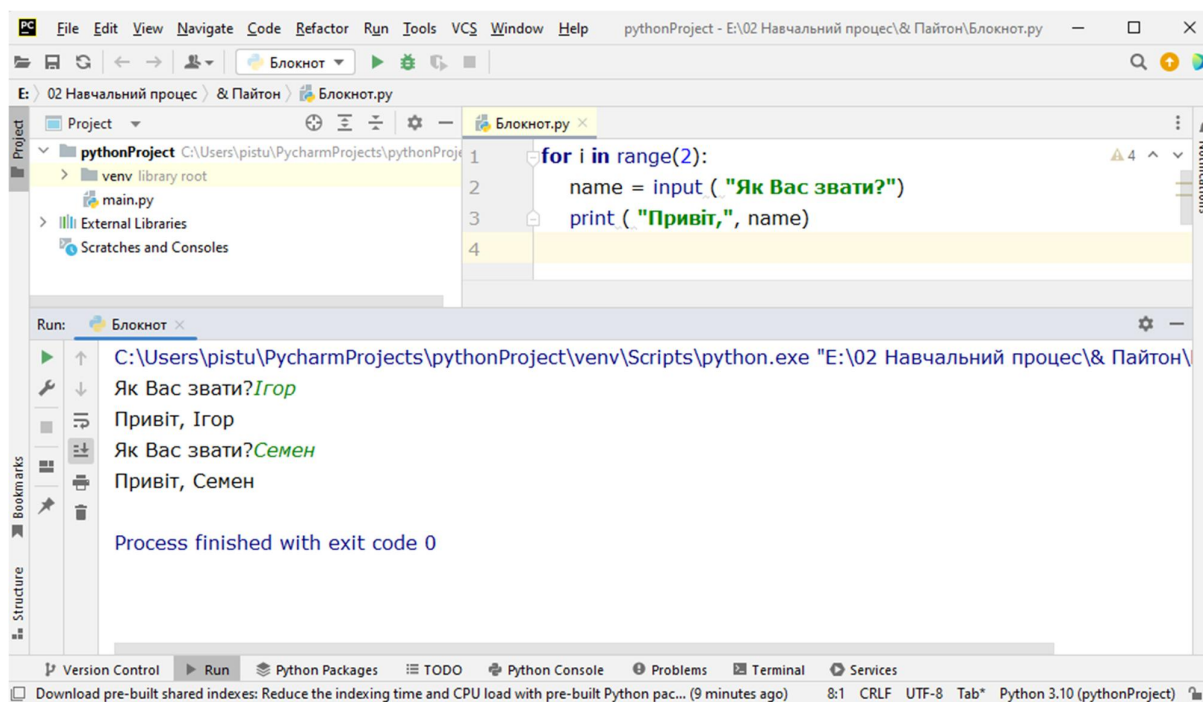 PC File Edit View Navigate Code Refactor Run Tools VCS Window Help pythonProject - E:\02 Навчальний процес\& Пайтон\Блокнот.py
Блокнот
E: 02 Навчальний процес & Пайтон Блокнот.py
Project
Project
pythonProject C:\Users\pistu\PycharmProjects\pythonProje
venv library root
main.py
External Libraries
Scratches and Consoles
Блокнот.py
1 for i in range(2):
2 name = input ( "Як Вас звати?")
3 print ( "Привіт,", name)
4
4
Notifications
Run: Блокнот
C:\Users\pistu\PycharmProjects\pythonProject\venv\Scripts\python.exe "E:\02 Навчальний процес\& Пайтон\
Як Вас звати?Ігор
Привіт, Ігор
Як Вас звати?Семен
Привіт, Семен
Process finished with exit code 0
Bookmarks
Structure
Version Control Run Python Packages TODO Python Console Problems Terminal Services
Download pre-built shared indexes: Reduce the indexing time and CPU load with pre-built Python pac... (9 minutes ago) 8:1 CRLF UTF-8 Tab* Python 3.10 (pythonProject)